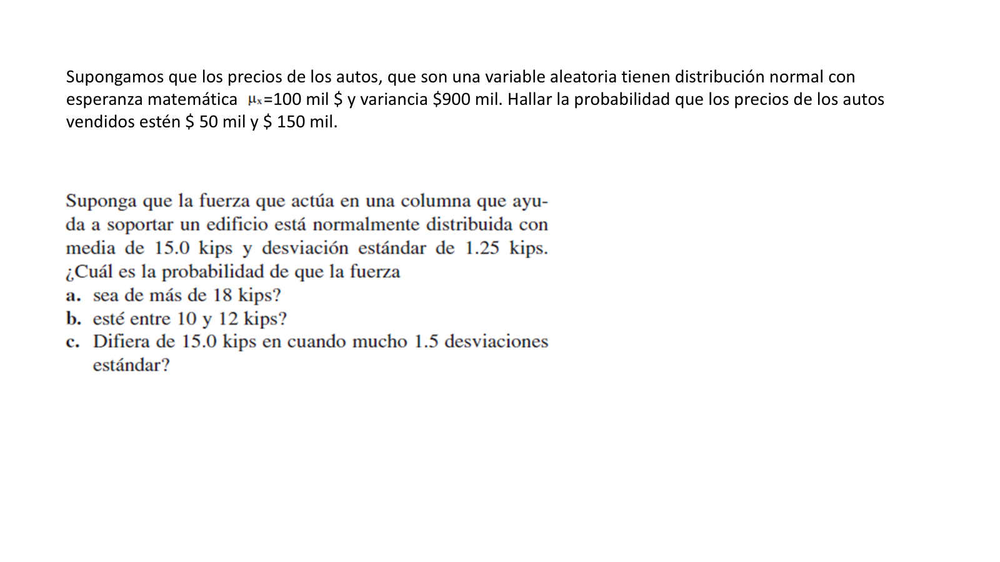 Supongamos que los precios de los autos, que son una variable aleatoria tienen distribución normal con
esperanza matemática μₓ=100 mil $ y variancia $900 mil. Hallar la probabilidad que los precios de los autos
vendidos estén $ 50 mil y $ 150 mil.
Suponga que la fuerza que actúa en una columna que ayu-
da a soportar un edificio está normalmente distribuida con
media de 15.0 kips y desviación estándar de 1.25 kips.
¿Cuál es la probabilidad de que la fuerza
a. sea de más de 18 kips?
b. esté entre 10 y 12 kips?
c. Difiera de 15.0 kips en cuando mucho 1.5 desviaciones
estándar?